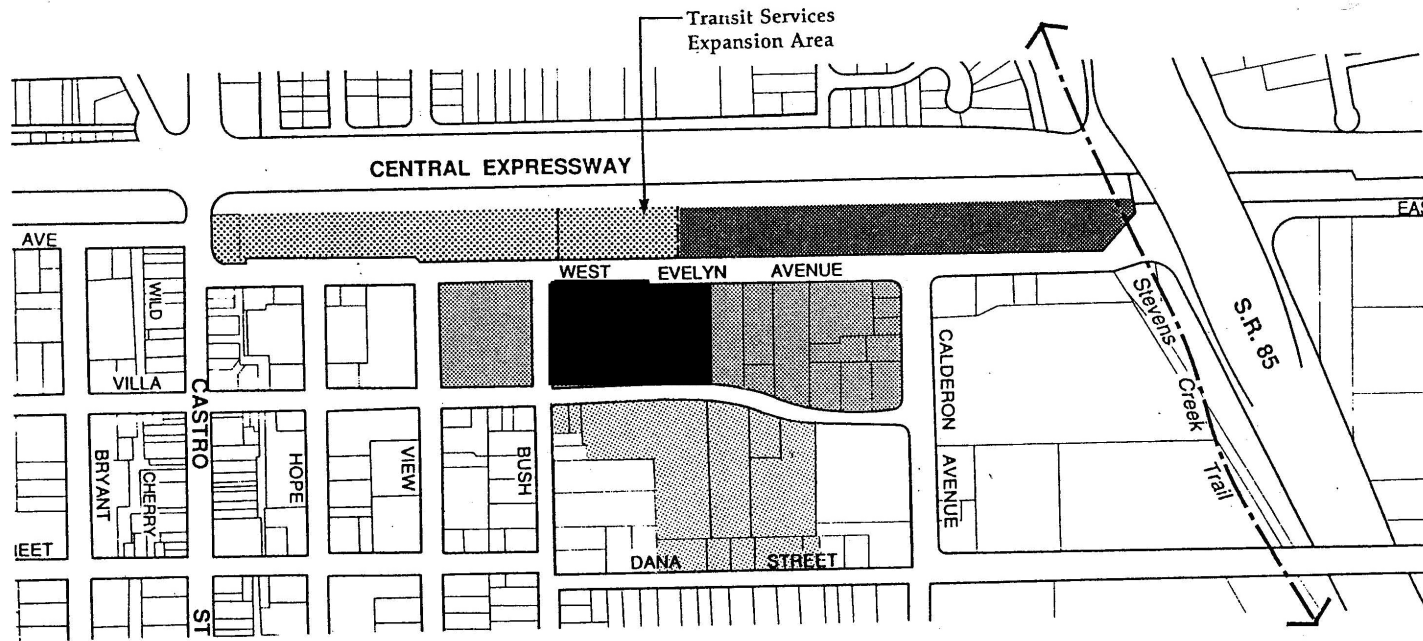 Transit Services
Expansion Area
CENTRAL EXPRESSWAY
AVE
EAS
WEST EVELYN AVENUE
WILD
VILLA
CASTRO
Stevens Creek Trail
S.R. 85
CALDERON AVENUE
BRYANT
CHERRY
HOPE
VIEW
BUSH
REET
DANA STREET
ST